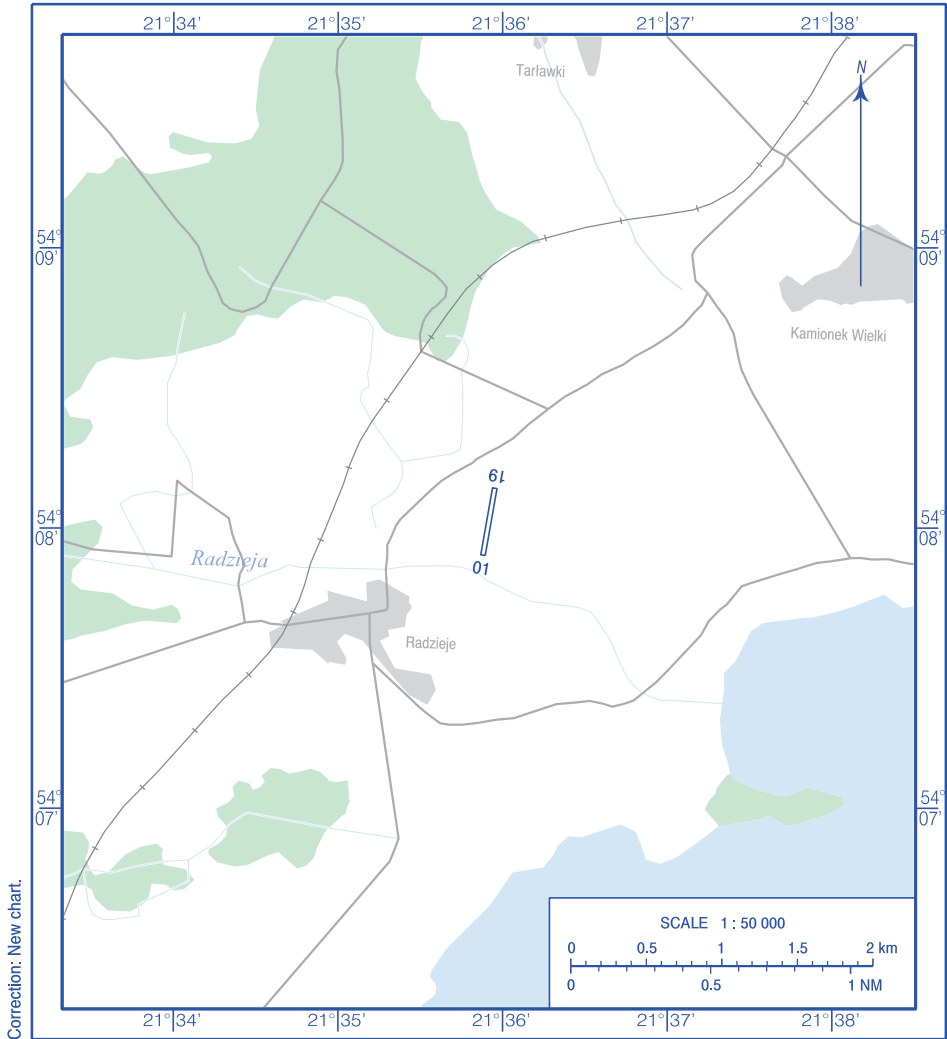 21°34' 21°35' 21°36' 21°37' 21°38'
Tarławki
N
54°
09'
54°
09'
Kamionek Wielki
19
54°
08'
54°
08'
Radzieja
01
Radzieje
54°
07'
54°
07'
Correction: New chart.
SCALE 1 : 50 000
0 0.5 1 1.5 2 km
0 0.5 1 NM
21°34' 21°35' 21°36' 21°37' 21°38'